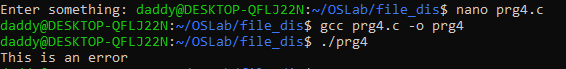 Enter something: daddy@DESKTOP-QFLJ22N:~/OSLab/file_dis$ nano prg4.c
daddy@DESKTOP-QFLJ22N:~/OSLab/file_dis$ gcc prg4.c -o prg4
daddy@DESKTOP-QFLJ22N:~/OSLab/file_dis$ ./prg4
This is an error